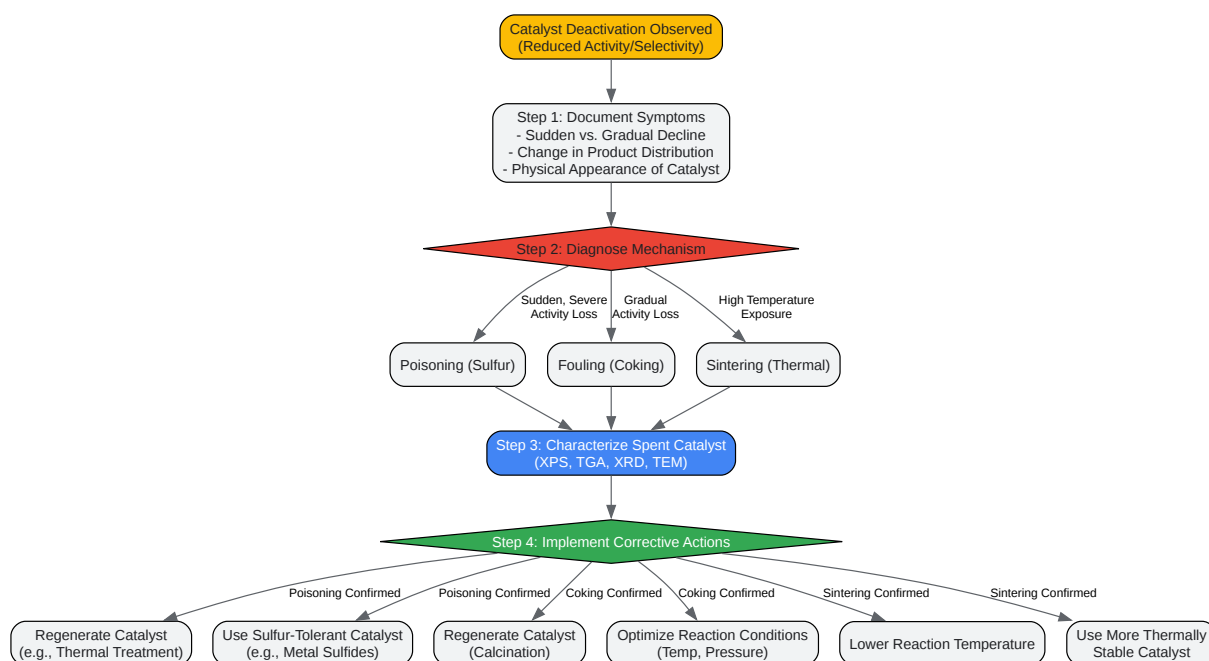 Catalyst Deactivation Observed
(Reduced Activity/Selectivity)
Step 1: Document Symptoms
- Sudden vs. Gradual Decline
- Change in Product Distribution
- Physical Appearance of Catalyst
Step 2: Diagnose Mechanism
Sudden, Severe
Activity Loss
Gradual
Activity Loss
High Temperature
Exposure
Poisoning (Sulfur)
Fouling (Coking)
Sintering (Thermal)
Step 3: Characterize Spent Catalyst
(XPS, TGA, XRD, TEM)
Step 4: Implement Corrective Actions
Poisoning Confirmed
Poisoning Confirmed
Coking Confirmed
Coking Confirmed
Sintering Confirmed
Sintering Confirmed
Regenerate Catalyst
(e.g., Thermal Treatment)
Use Sulfur-Tolerant Catalyst
(e.g., Metal Sulfides)
Regenerate Catalyst
(Calcination)
Optimize Reaction Conditions
(Temp, Pressure)
Lower Reaction Temperature
Use More Thermally
Stable Catalyst